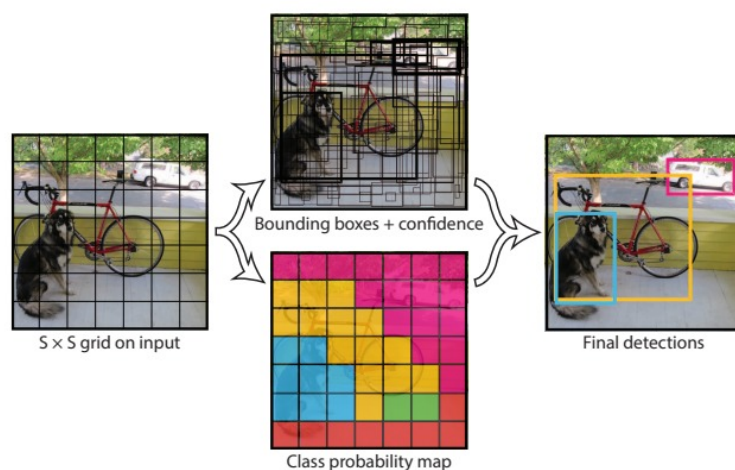 Bounding boxes + confidence
S × S grid on input
Final detections
Class probability map